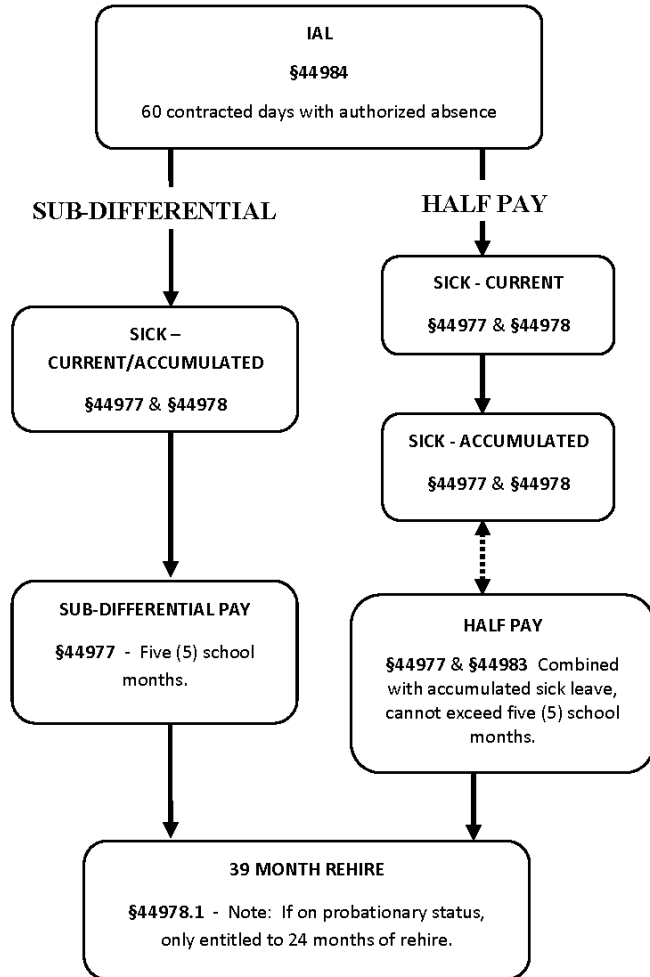 IAL
§44984
60 contracted days with authorized absence
SUB-DIFFERENTIAL
HALF PAY
SICK –
CURRENT/ACCUMULATED
§44977 & §44978
SICK - CURRENT
§44977 & §44978
SICK - ACCUMULATED
§44977 & §44978
SUB-DIFFERENTIAL PAY
§44977 - Five (5) school
months.
HALF PAY
§44977 & §44983 Combined
with accumulated sick leave,
cannot exceed five (5) school
months.
39 MONTH REHIRE
§44978.1 - Note: If on probationary status,
only entitled to 24 months of rehire.